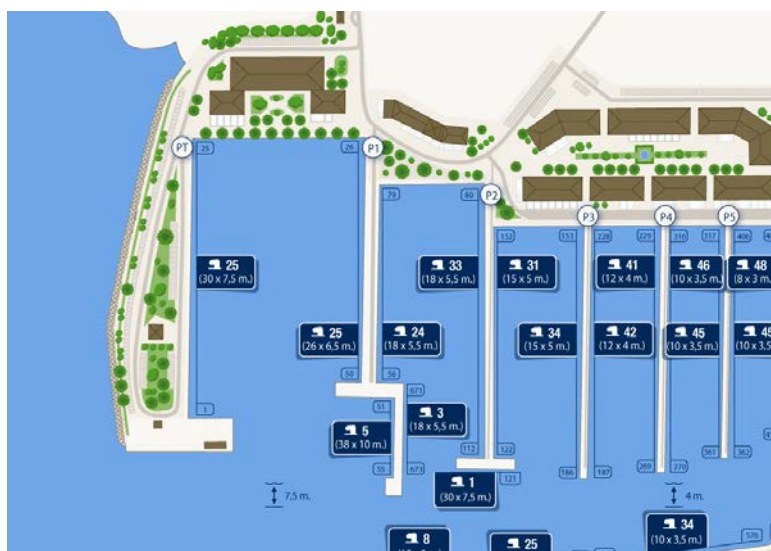 PT
25
26
P1
79
80
P2
P3
P4
P5
152
153
228
229
316
317
406
25
(30 x 7,5 m.)
33
(18 x 5,5 m.)
31
(15 x 5 m.)
41
(12 x 4 m.)
46
(10 x 3,5 m.)
48
(8 x 3 m.)
25
(26 x 6,5 m.)
24
(18 x 5,5 m.)
34
(15 x 5 m.)
42
(12 x 4 m.)
45
(10 x 3,5 m.)
45
(10 x 3,5
50
56
1
51
671
5
(38 x 10 m.)
3
(18 x 5,5 m.)
55
673
112
122
121
1
(30 x 7,5 m.)
186
187
269
270
361
362
7,5 m.
4 m.
8
25
34
(10 x 3,5 m.)
576